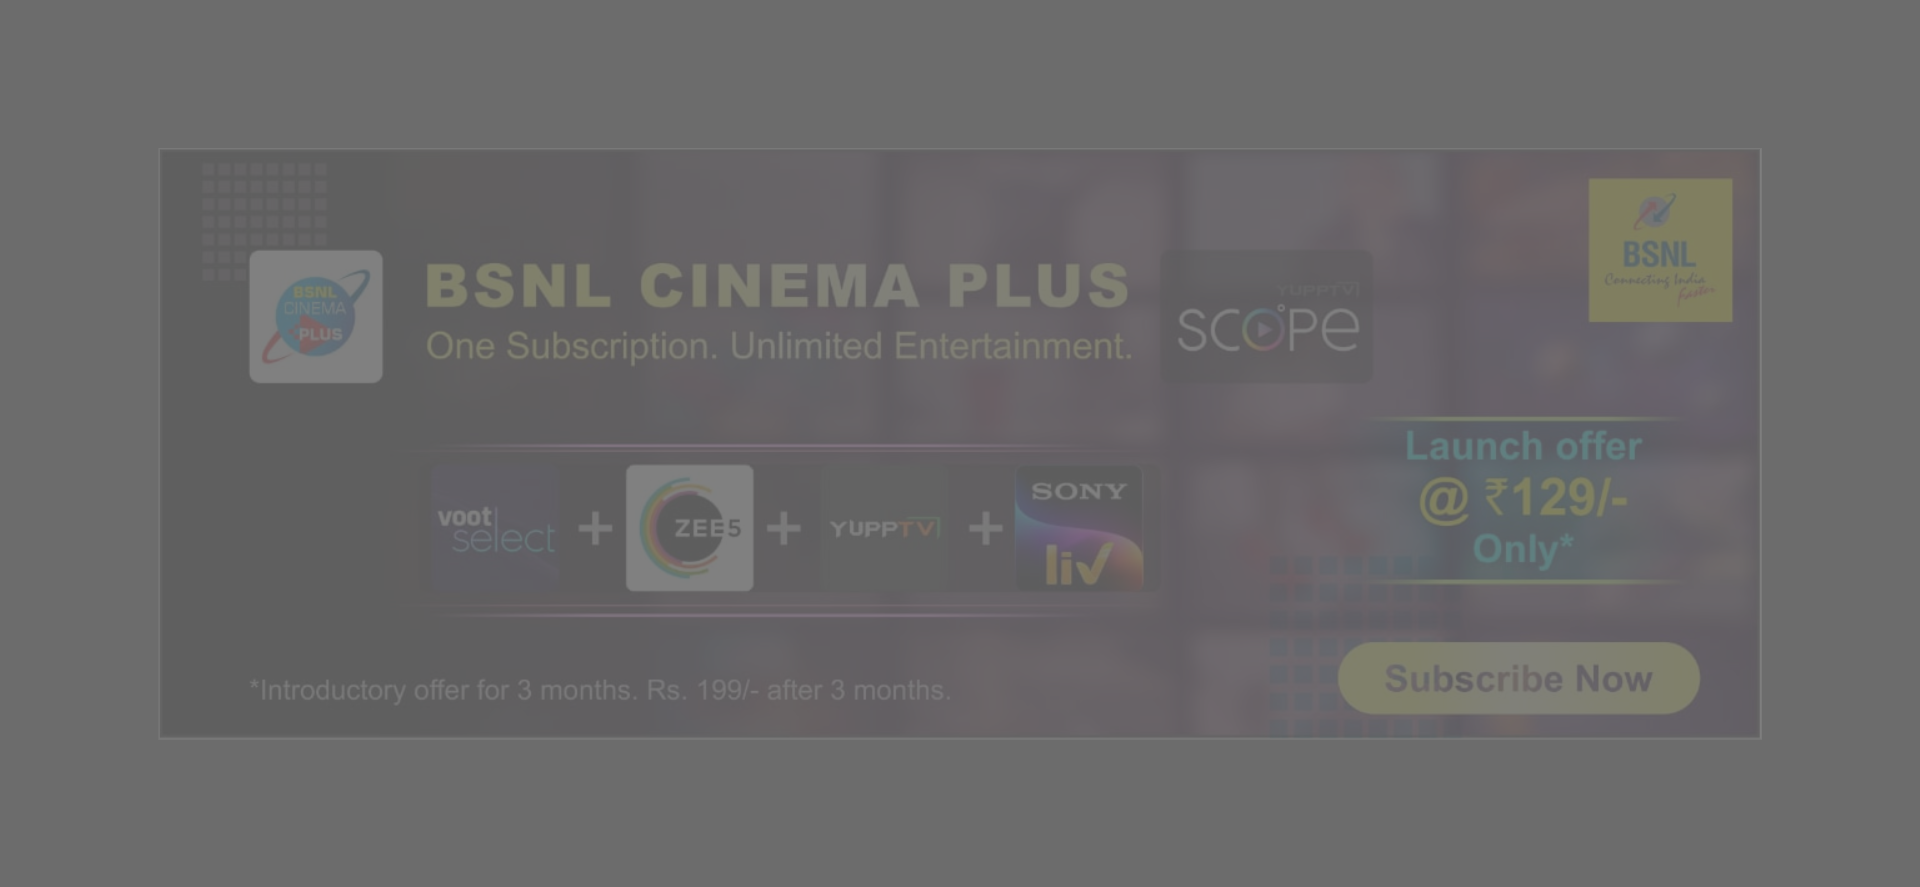 BSNL
Connecting India
Faster
BSNL
CINEMA
PLUS
BSNL CINEMA PLUS
One Subscription. Unlimited Entertainment.
YUPPTV
SCOPE
voot
select
+
ZEE5
+
YUPPTV
+
SONY
liv
Launch offer
@ ₹129/-
Only*
*Introductory offer for 3 months. Rs. 199/- after 3 months.
Subscribe Now